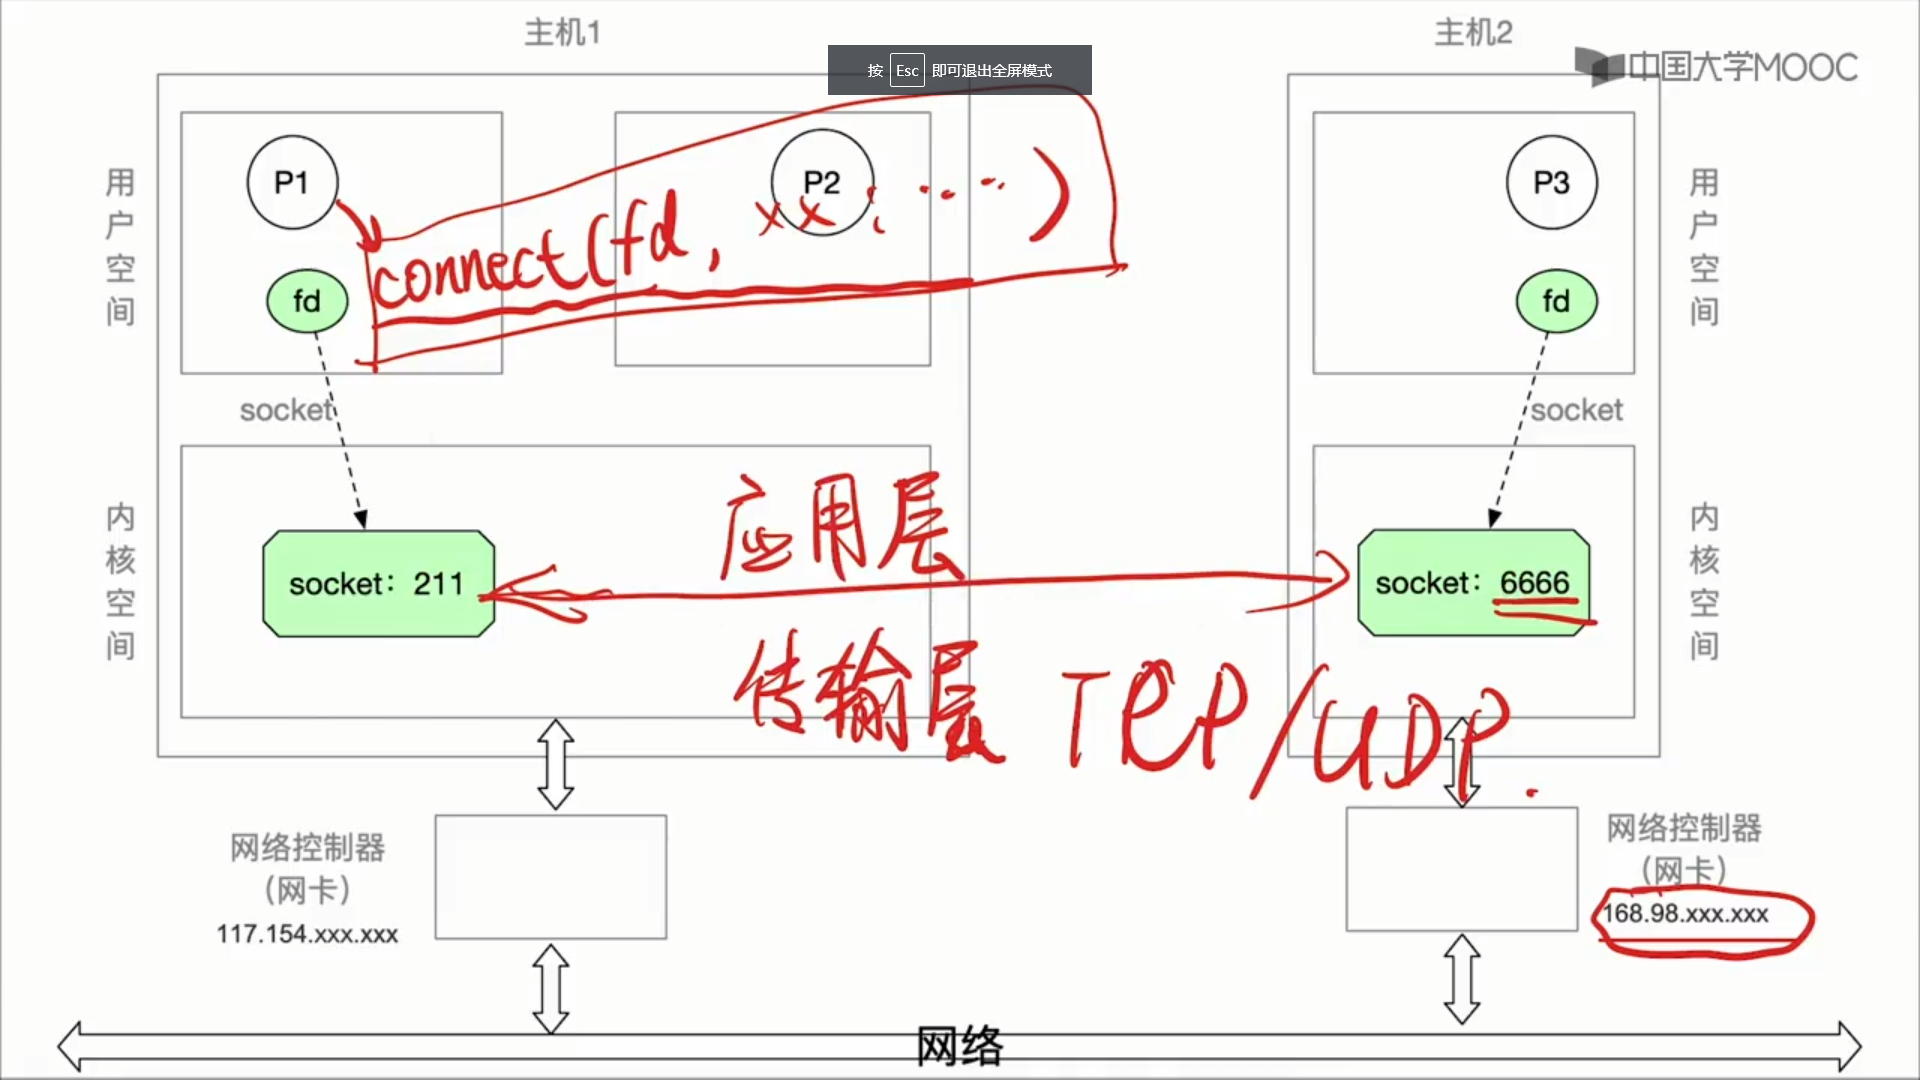 主机1
主机2
按 Esc 即可退出全屏模式
中国大学MOOC
用户空间
P1
P2
connect(fd, xx; ....)
fd
P3
fd
用户空间
socket
socket
内核空间
socket: 211
应用层
传输层 TCP/UDP.
socket: 6666
内核空间
网络控制器
(网卡)
117.154.xxx.xxx
网络控制器
(网卡)
168.98.xxx.xxx
网络